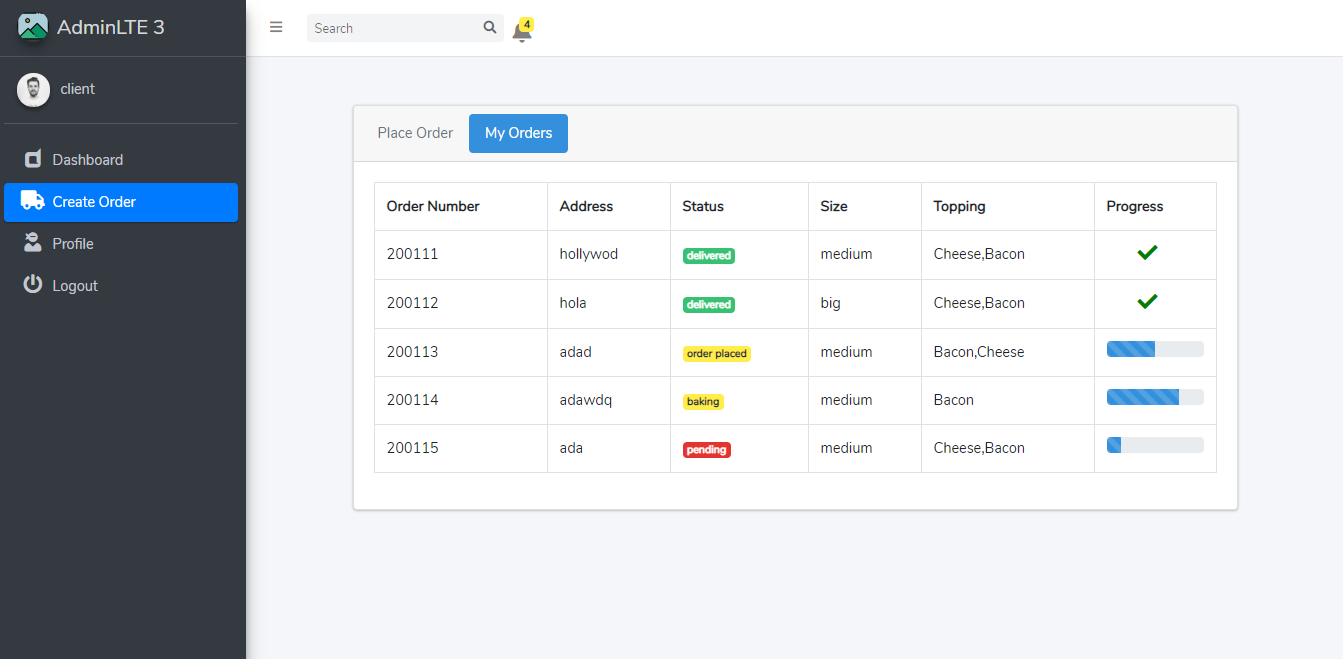 AdminLTE 3
Search
4
client
Dashboard
Create Order
Profile
Logout
Place Order My Orders
Order Number Address Status Size Topping Progress
200111 hollywod delivered medium Cheese,Bacon
200112 hola delivered big Cheese,Bacon
200113 adad order placed medium Bacon,Cheese
200114 adawdq baking medium Bacon
200115 ada pending medium Cheese,Bacon